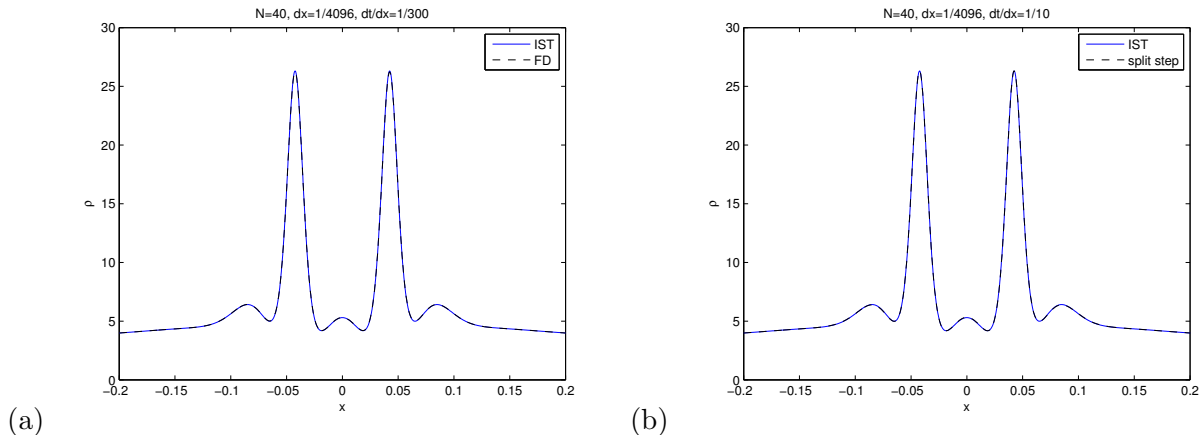 N=40, dx=1/4096, dt/dx=1/300
30
25
20
15
10
5
0
ρ
IST
FD
−0.2 −0.15 −0.1 −0.05 0 0.05 0.1 0.15 0.2
x
(a)
N=40, dx=1/4096, dt/dx=1/10
30
25
20
15
10
5
0
ρ
IST
split step
−0.2 −0.15 −0.1 −0.05 0 0.05 0.1 0.15 0.2
x
(b)